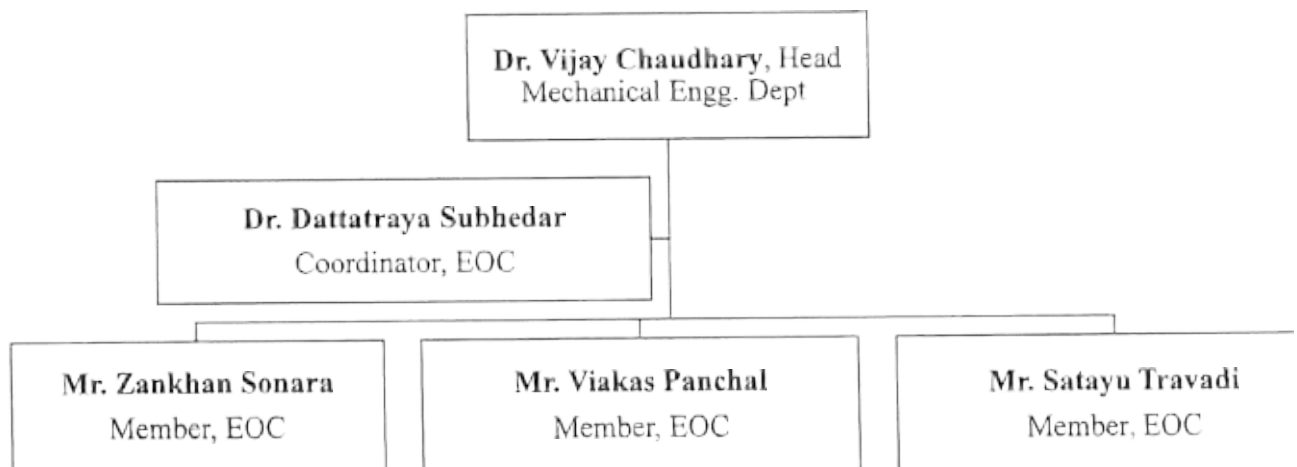 Dr. Vijay Chaudhary, Head
Mechanical Engg. Dept
Dr. Dattatraya Subhedar
Coordinator, EOC
Mr. Zankhan Sonara
Member, EOC
Mr. Viakas Panchal
Member, EOC
Mr. Satayu Travadi
Member, EOC